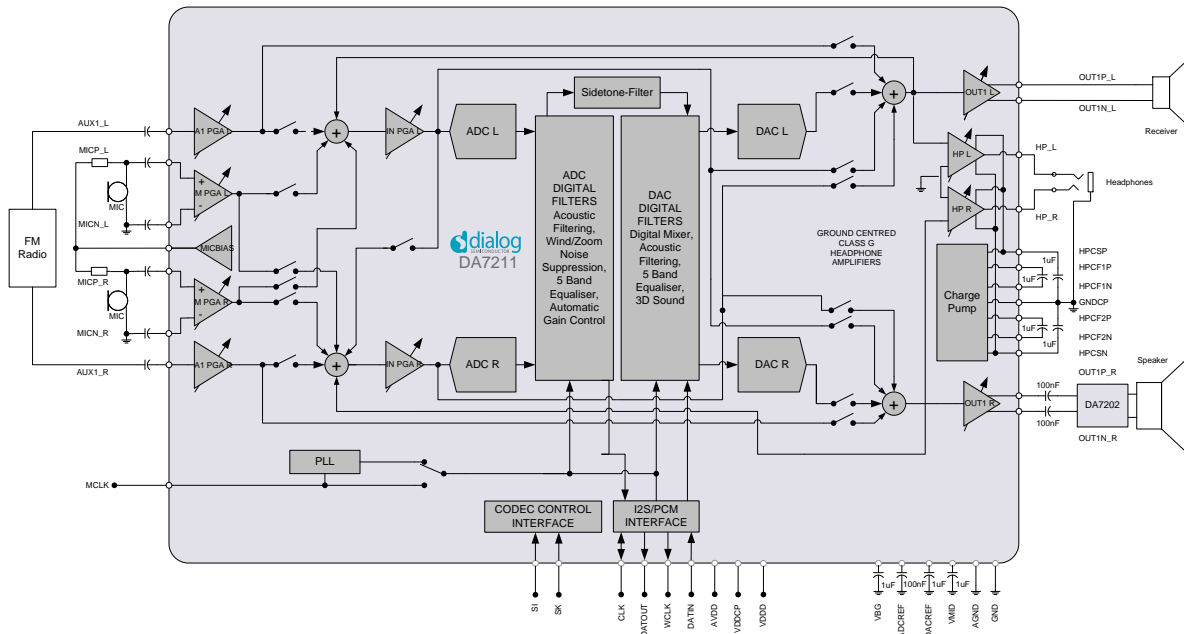 OUT1P_L
Sidetone-Filter
OUT1 L
OUT1N_L
AUX1_L
A1 PGA L
IN PGA L
ADC L
DAC L
Receiver
MICP_L
HP L
HP_L
M PGA L
+
-
MIC
MICN_L
HP R
Headphones
HP_R
FM
Radio
MICBIAS
ADC
DIGITAL
FILTERS
Acoustic
Filtering,
Wind/Zoom
Noise
Suppression,
5 Band
Equaliser,
Automatic
Gain Control
DAC
DIGITAL
FILTERS
Digital Mixer,
Acoustic
Filtering,
5 Band
Equaliser,
3D Sound
dialog
SEMICONDUCTOR
DA7211
GROUND CENTRED
CLASS G
HEADPHONE
AMPLIFIERS
MICP_R
M PGA R
+
-
MIC
MICN_R
Charge
Pump
HPCSP
1uF
HPCF1P
1uF
HPCF1N
GNDCP
HPCF2P
1uF
HPCF2N
1uF
HPCSN
A1 PGA R
IN PGA R
ADC R
DAC R
AUX1_R
Speaker
OUT1P_R
100nF
OUT1 R
DA7202
100nF
OUT1N_R
PLL
MCLK
CODEC CONTROL
INTERFACE
I2S/PCM
INTERFACE
SI
SK
CLK
DATOUT
WCLK
DATIN
AVDD
VDDCP
VDDD
1uF
100nF
1uF
1uF
VBG
ADCREF
DACREF
VMID
AGND
GND